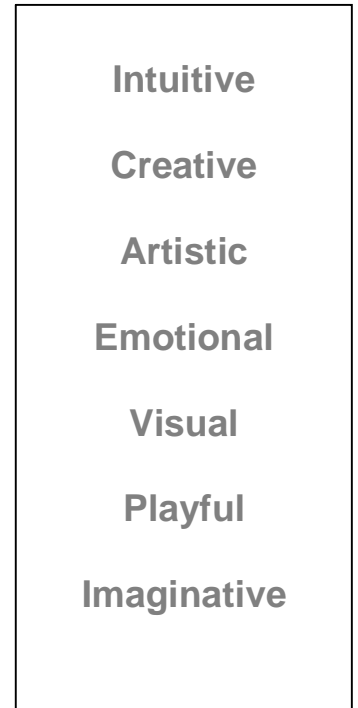 Intuitive
Creative
Artistic
Emotional
Visual
Playful
Imaginative